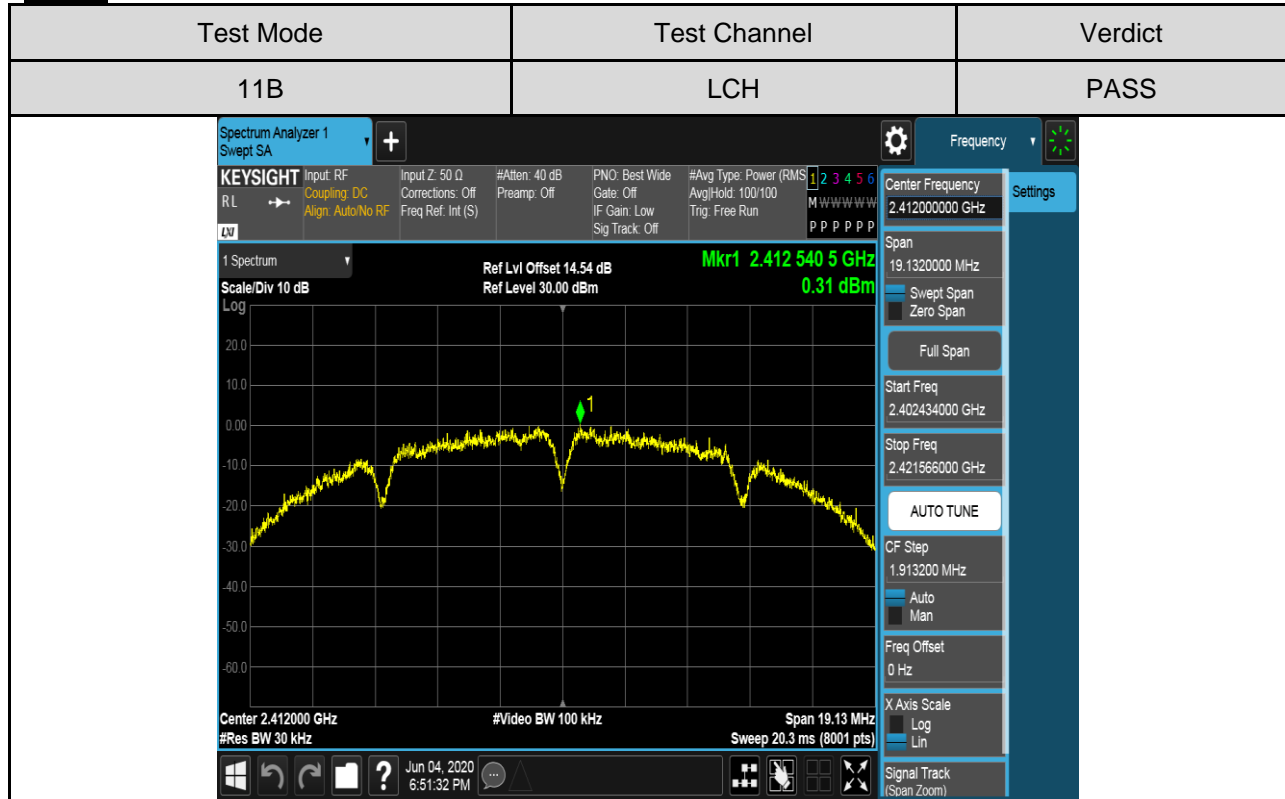 Test Mode Test Channel Verdict
11B LCH PASS
Spectrum Analyzer 1
Swept SA
+
Frequency
KEYSIGHT
RL
LXI
Input: RF
Coupling: DC
Align: Auto/No RF
Input Z: 50 Ω
Corrections: Off
Freq Ref: Int (S)
#Atten: 40 dB
Preamp: Off
PNO: Best Wide
Gate: Off
IF Gain: Low
Sig Track: Off
#Avg Type: Power (RMS
Avg|Hold: 100/100
Trig: Free Run
1 2 3 4 5 6
M W W W W W
P P P P P P
1 Spectrum
Scale/Div 10 dB
Log
Ref Lvl Offset 14.54 dB
Ref Level 30.00 dBm
Mkr1 2.412 540 5 GHz
0.31 dBm
20.0
10.0
0.00
-10.0
-20.0
-30.0
-40.0
-50.0
-60.0
1
Center 2.412000 GHz
#Res BW 30 kHz
#Video BW 100 kHz
Span 19.13 MHz
Sweep 20.3 ms (8001 pts)
Jun 04, 2020
6:51:32 PM
?
Center Frequency
2.412000000 GHz
Settings
Span
19.1320000 MHz
Swept Span
Zero Span
Full Span
Start Freq
2.402434000 GHz
Stop Freq
2.421566000 GHz
AUTO TUNE
CF Step
1.913200 MHz
Auto
Man
Freq Offset
0 Hz
X Axis Scale
Log
Lin
Signal Track
(Span Zoom)